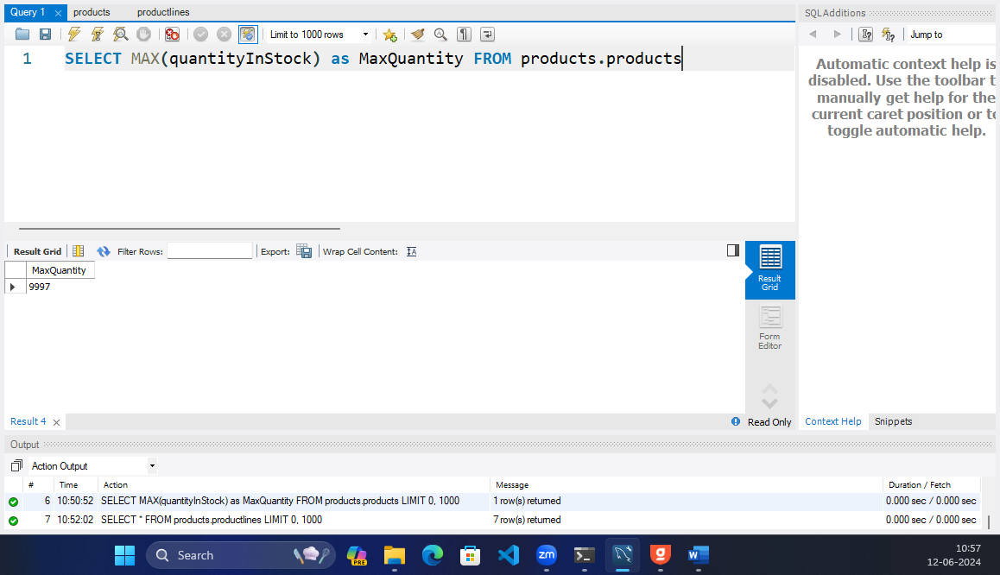 Query 1 products productlines
SQLAdditions
Limit to 1000 rows
Jump to
1 SELECT MAX(quantityInStock) as MaxQuantity FROM products.products
Automatic context help is
disabled. Use the toolbar t
manually get help for the
current caret position or to
toggle automatic help.
Result Grid Filter Rows: Export: Wrap Cell Content:
MaxQuantity
9997
Result
Grid
Form
Editor
Result 4
Read Only
Context Help Snippets
Output
Action Output
# Time Action Message Duration / Fetch
6 10:50:52 SELECT MAX(quantityInStock) as MaxQuantity FROM products.products LIMIT 0, 1000 1 row(s) returned 0.000 sec / 0.000 sec
7 10:52:02 SELECT * FROM products.productlines LIMIT 0, 1000 7 row(s) returned 0.000 sec / 0.000 sec
Search
PRE
zm
g
W
10:57
12-06-2024